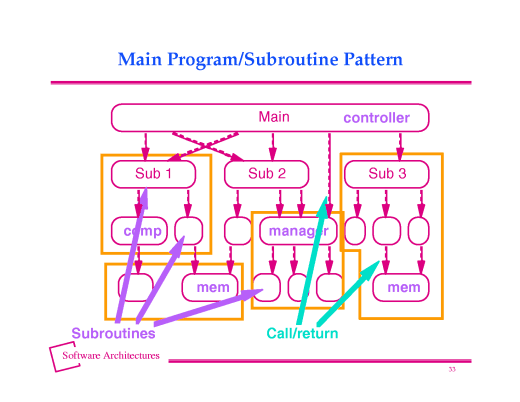 Main Program/Subroutine Pattern
Main controller
Sub 1 Sub 2 Sub 3
comp manager
mem mem
Subroutines Call/return
Software Architectures
33